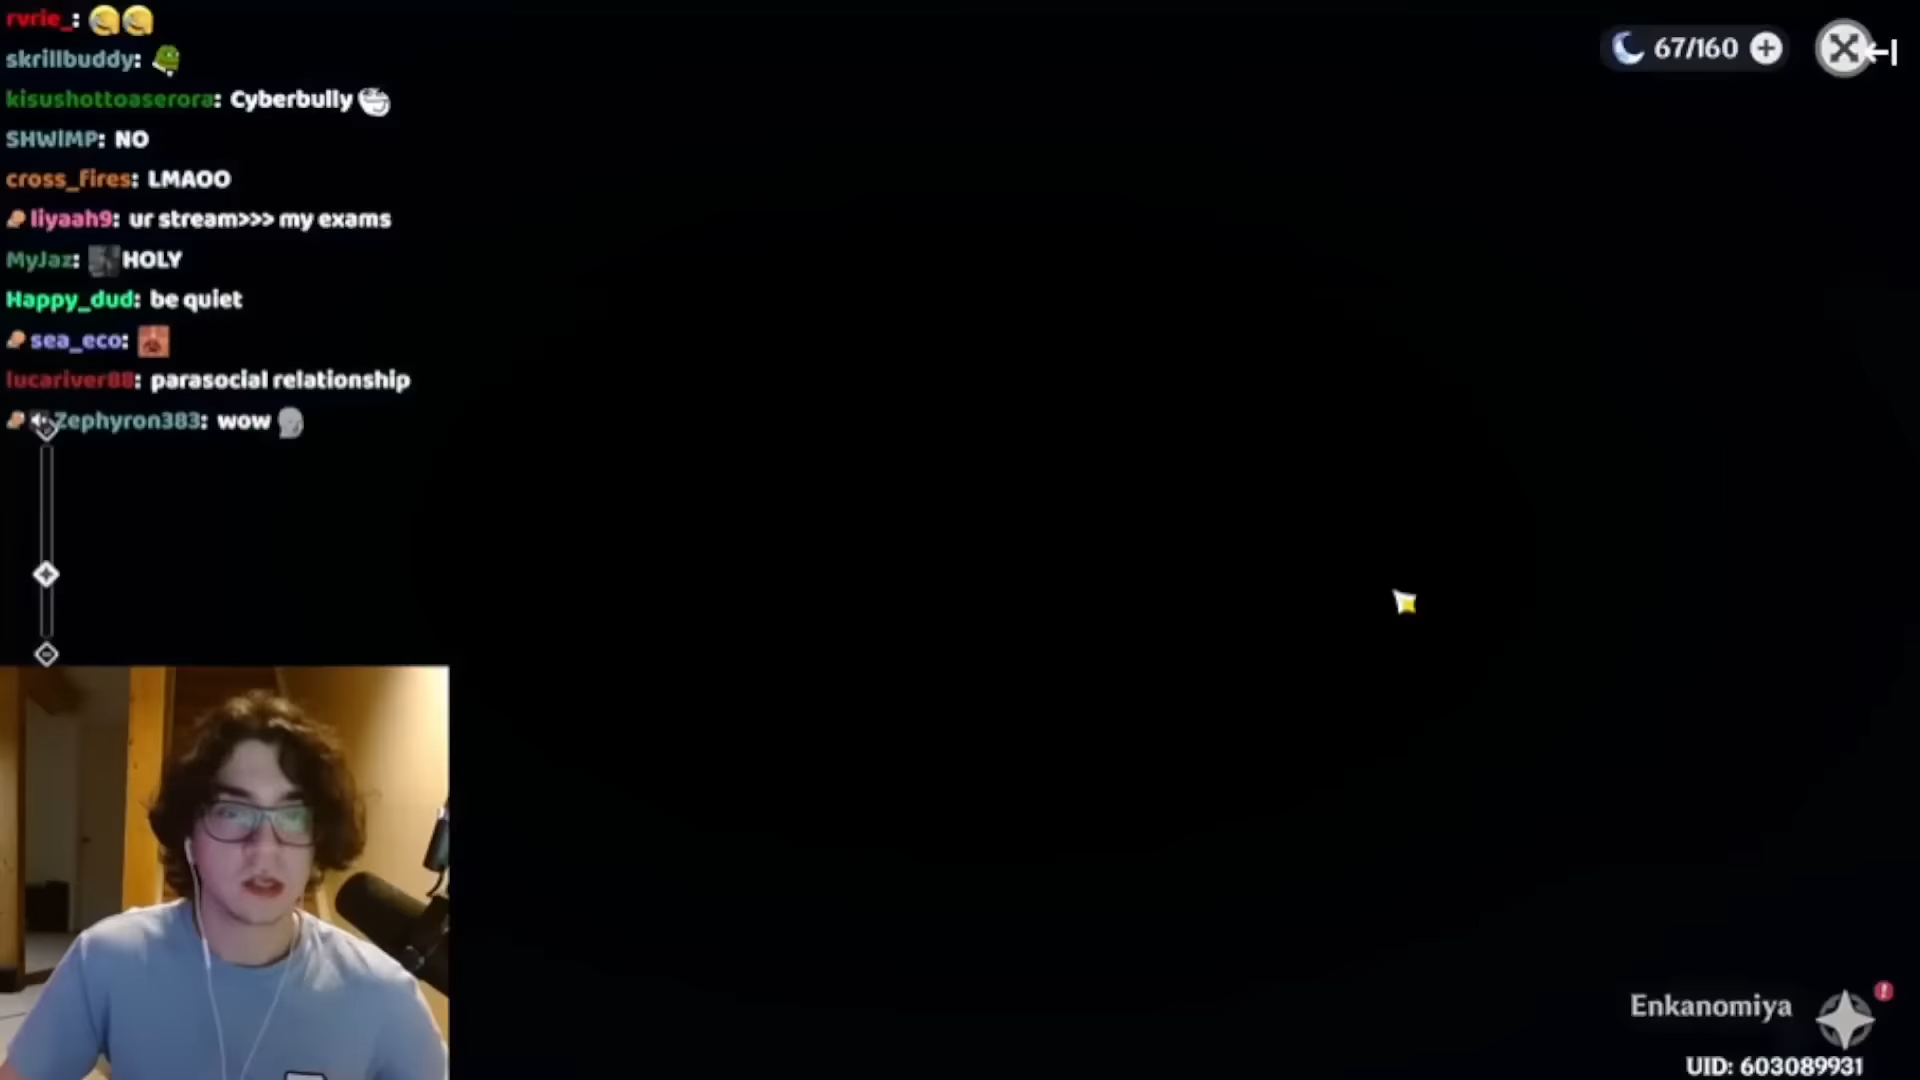 rvrie_:
skrillbuddy:
kisushottoaserora: Cyberbully
SHWIMP: NO
cross_fires: LMAOO
liyaah9: ur stream>>> my exams
MyJaz: HOLY
Happy_dud: be quiet
sea_eco:
lucariver88: parasocial relationship
Zephyron383: wow
67/160
Enkanomiya
UID: 603089931